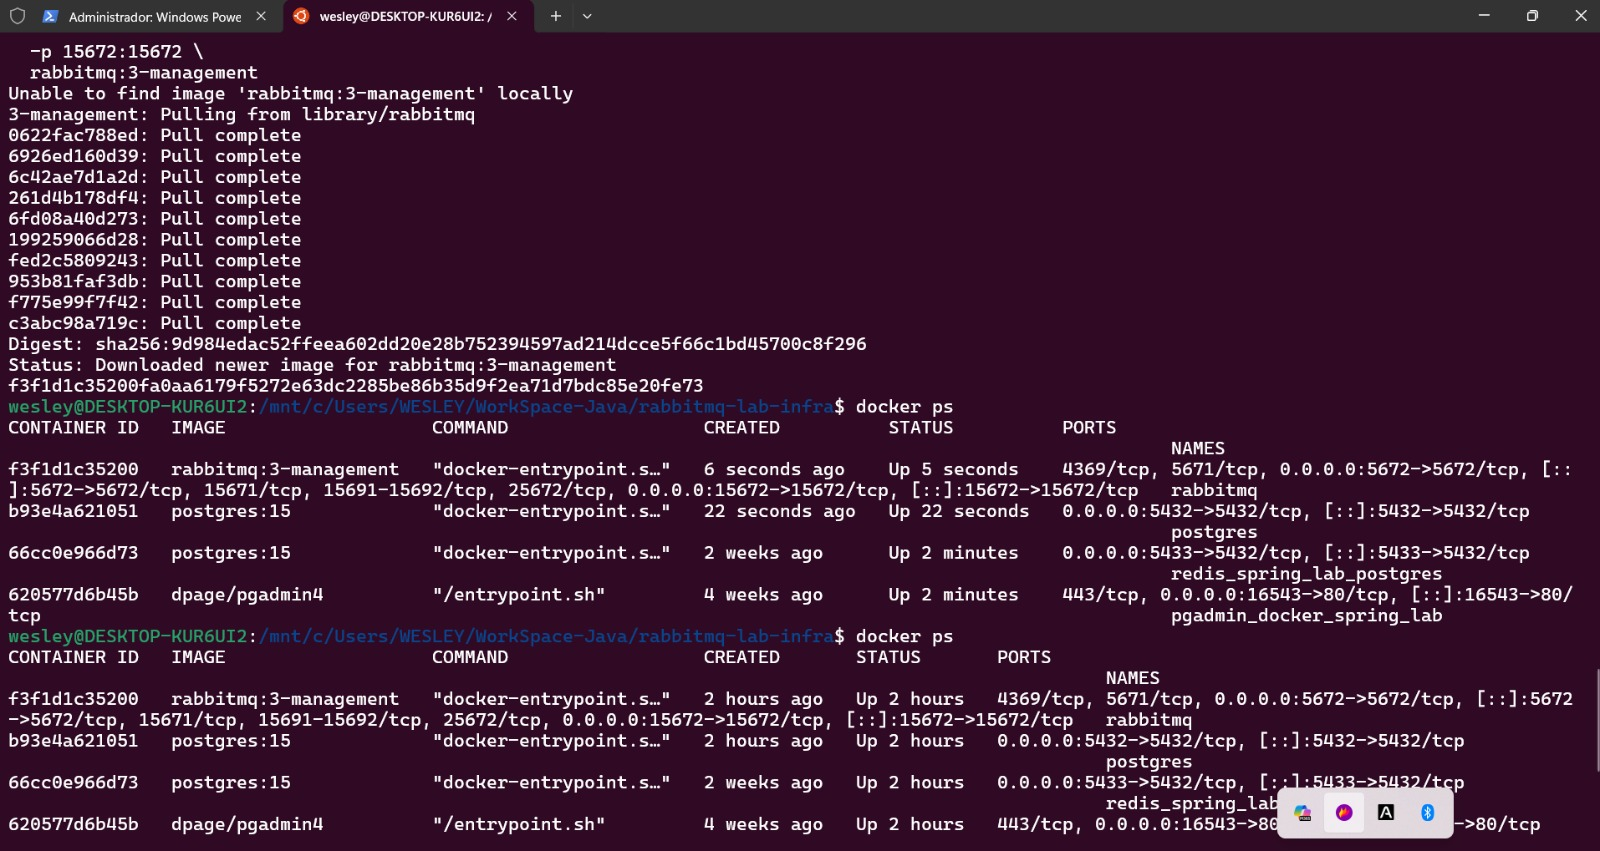 Administrador: Windows Powe
wesley@DESKTOP-KUR6UI2: /
-p 15672:15672 \
rabbitmq:3-management
Unable to find image 'rabbitmq:3-management' locally
3-management: Pulling from library/rabbitmq
0622fac788ed: Pull complete
6926ed160d39: Pull complete
6c42ae7d1a2d: Pull complete
261d4b178df4: Pull complete
6fd08a40d273: Pull complete
199259066d28: Pull complete
fed2c5809243: Pull complete
953b81faf3db: Pull complete
f775e99f7f42: Pull complete
c3abc98a719c: Pull complete
Digest: sha256:9d984edac52ffeea602dd20e28b752394597ad214dcce5f66c1bd45700c8f296
Status: Downloaded newer image for rabbitmq:3-management
f3f1d1c35200fa0aa6179f5272e63dc2285be86b35d9f2ea71d7bdc85e20fe73
wesley@DESKTOP-KUR6UI2:/mnt/c/Users/WESLEY/WorkSpace-Java/rabbitmq-lab-infra$ docker ps
CONTAINER ID IMAGE COMMAND CREATED STATUS PORTS
NAMES
f3f1d1c35200 rabbitmq:3-management "docker-entrypoint.s…" 6 seconds ago Up 5 seconds 4369/tcp, 5671/tcp, 0.0.0.0:5672->5672/tcp, [::
]:5672->5672/tcp, 15671/tcp, 15691-15692/tcp, 25672/tcp, 0.0.0.0:15672->15672/tcp, [::]:15672->15672/tcp rabbitmq
b93e4a621051 postgres:15 "docker-entrypoint.s…" 22 seconds ago Up 22 seconds 0.0.0.0:5432->5432/tcp, [::]:5432->5432/tcp
postgres
66cc0e966d73 postgres:15 "docker-entrypoint.s…" 2 weeks ago Up 2 minutes 0.0.0.0:5433->5432/tcp, [::]:5433->5432/tcp
redis_spring_lab_postgres
620577d6b45b dpage/pgadmin4 "/entrypoint.sh" 4 weeks ago Up 2 minutes 443/tcp, 0.0.0.0:16543->80/tcp, [::]:16543->80/
tcp pgadmin_docker_spring_lab
wesley@DESKTOP-KUR6UI2:/mnt/c/Users/WESLEY/WorkSpace-Java/rabbitmq-lab-infra$ docker ps
CONTAINER ID IMAGE COMMAND CREATED STATUS PORTS
NAMES
f3f1d1c35200 rabbitmq:3-management "docker-entrypoint.s…" 2 hours ago Up 2 hours 4369/tcp, 5671/tcp, 0.0.0.0:5672->5672/tcp, [::]:5672
->5672/tcp, 15671/tcp, 15691-15692/tcp, 25672/tcp, 0.0.0.0:15672->15672/tcp, [::]:15672->15672/tcp rabbitmq
b93e4a621051 postgres:15 "docker-entrypoint.s…" 2 hours ago Up 2 hours 0.0.0.0:5432->5432/tcp, [::]:5432->5432/tcp
postgres
66cc0e966d73 postgres:15 "docker-entrypoint.s…" 2 weeks ago Up 2 hours 0.0.0.0:5433->5432/tcp, [::]:5433->5432/tcp
redis_spring_lab
620577d6b45b dpage/pgadmin4 "/entrypoint.sh" 4 weeks ago Up 2 hours 443/tcp, 0.0.0.0:16543->80 ->80/tcp